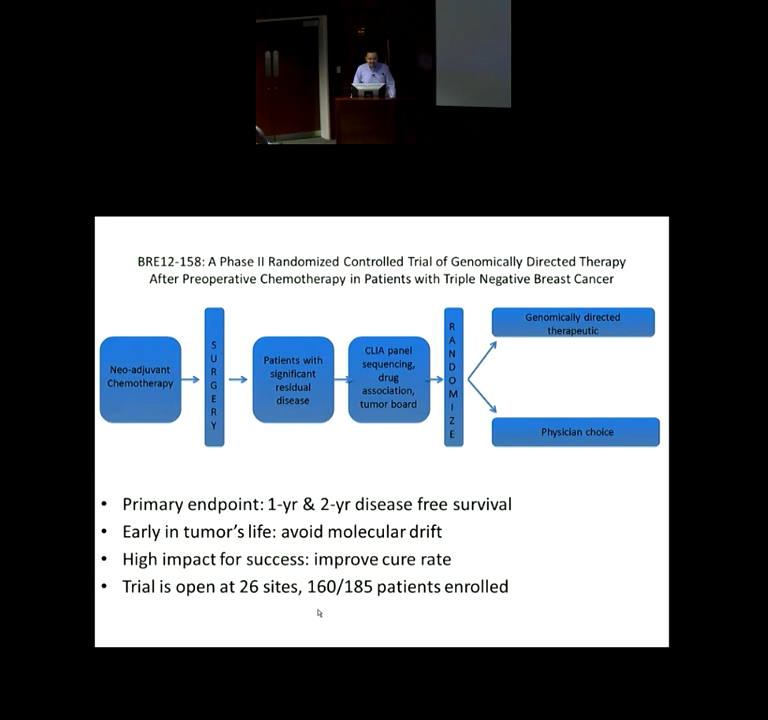 BRE12-158: A Phase II Randomized Controlled Trial of Genomically Directed Therapy
After Preoperative Chemotherapy in Patients with Triple Negative Breast Cancer
Neo-adjuvant
Chemotherapy
S
U
R
G
E
R
Y
Patients with
significant
residual
disease
CLIA panel
sequencing,
drug
association,
tumor board
R
A
N
D
O
M
I
Z
E
Genomically directed
therapeutic
Physician choice
• Primary endpoint: 1-yr & 2-yr disease free survival
• Early in tumor's life: avoid molecular drift
• High impact for success: improve cure rate
• Trial is open at 26 sites, 160/185 patients enrolled